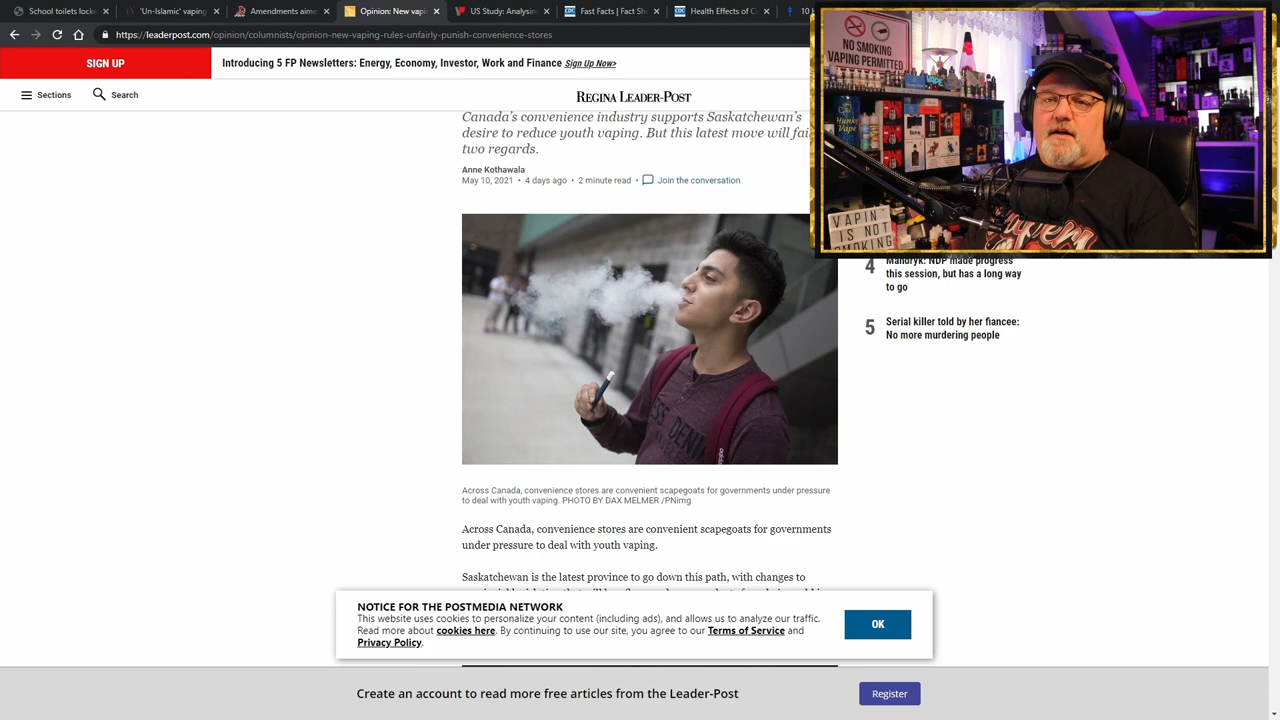 School toilets locke
'Un-Islamic' vaping
Amendments aime
Opinion: New vapi
US Study Analyzin
Fast Facts | Fact Sh
Health Effects of C
10
https://leaderpost.com/opinion/columnists/opinion-new-vaping-rules-unfairly-punish-convenience-stores
SIGN UP
Introducing 5 FP Newsletters: Energy, Economy, Investor, Work and Finance Sign Up Now>
Sections
Search
REGINA LEADER-POST
Canada's convenience industry supports Saskatchewan's
desire to reduce youth vaping. But this latest move will fail
two regards.
Anne Kothawala
May 10, 2021 • 4 days ago • 2 minute read •
Join the conversation
NO SMOKING
VAPING PERMITTED
VAPE
Hunky
Vape
VAPIN'
IS NOT
SMOKING
4
Mandryk: NDP made progress
this session, but has a long way
to go
5
Serial killer told by her fiancee:
No more murdering people
Across Canada, convenience stores are convenient scapegoats for governments under pressure
to deal with youth vaping. PHOTO BY DAX MELMER /PNimg
Across Canada, convenience stores are convenient scapegoats for governments
under pressure to deal with youth vaping.
Saskatchewan is the latest province to go down this path, with changes to
NOTICE FOR THE POSTMEDIA NETWORK
This website uses cookies to personalize your content (including ads), and allows us to analyze our traffic.
Read more about cookies here. By continuing to use our site, you agree to our Terms of Service and
Privacy Policy.
OK
Create an account to read more free articles from the Leader-Post
Register